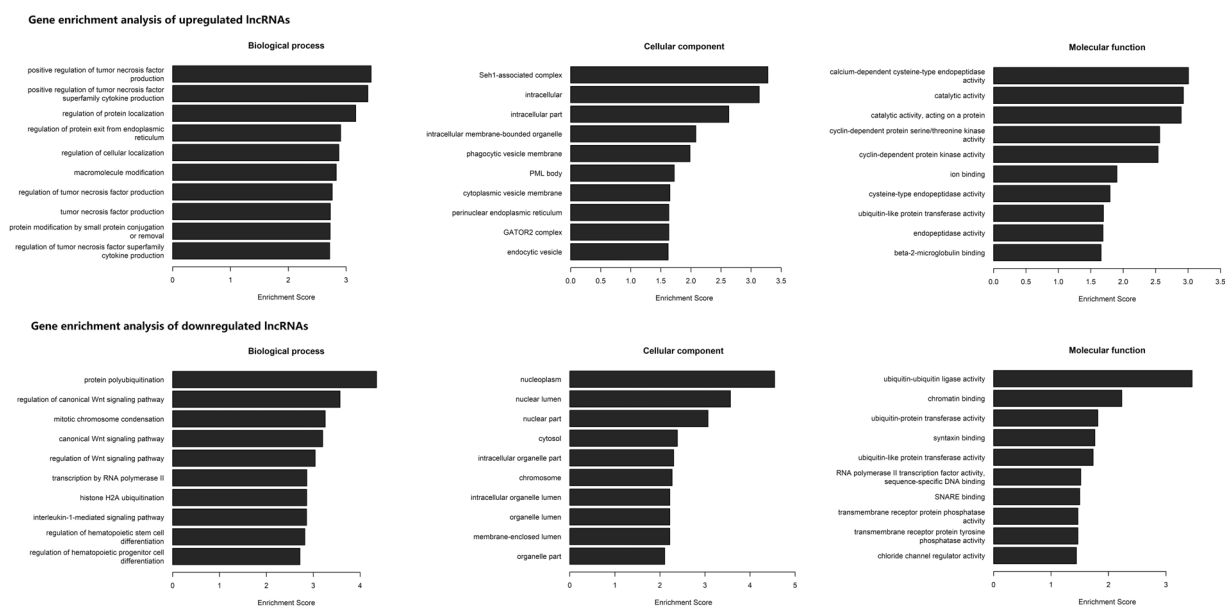 Gene enrichment analysis of upregulated lncRNAs
Biological process
positive regulation of tumor necrosis factor
production
positive regulation of tumor necrosis factor
superfamily cytokine production
regulation of protein localization
regulation of protein exit from endoplasmic
reticulum
regulation of cellular localization
macromolecule modification
regulation of tumor necrosis factor production
tumor necrosis factor production
protein modification by small protein conjugation
or removal
regulation of tumor necrosis factor superfamily
cytokine production
0 1 2 3
Enrichment Score
Cellular component
Seh1-associated complex
intracellular
intracellular part
intracellular membrane-bounded organelle
phagocytic vesicle membrane
PML body
cytoplasmic vesicle membrane
perinuclear endoplasmic reticulum
GATOR2 complex
endocytic vesicle
0.0 0.5 1.0 1.5 2.0 2.5 3.0 3.5
Enrichment Score
Molecular function
calcium-dependent cysteine-type endopeptidase
activity
catalytic activity
catalytic activity, acting on a protein
cyclin-dependent protein serine/threonine kinase
activity
cyclin-dependent protein kinase activity
ion binding
cysteine-type endopeptidase activity
ubiquitin-like protein transferase activity
endopeptidase activity
beta-2-microglobulin binding
0.0 0.5 1.0 1.5 2.0 2.5 3.0 3.5
Enrichment Score
Gene enrichment analysis of downregulated lncRNAs
Biological process
protein polyubiquitination
regulation of canonical Wnt signaling pathway
mitotic chromosome condensation
canonical Wnt signaling pathway
regulation of Wnt signaling pathway
transcription by RNA polymerase II
histone H2A ubiquitination
interleukin-1-mediated signaling pathway
regulation of hematopoietic stem cell
differentiation
regulation of hematopoietic progenitor cell
differentiation
0 1 2 3 4
Enrichment Score
Cellular component
nucleoplasm
nuclear lumen
nuclear part
cytosol
intracellular organelle part
chromosome
intracellular organelle lumen
organelle lumen
membrane-enclosed lumen
organelle part
0 1 2 3 4 5
Enrichment Score
Molecular function
ubiquitin-ubiquitin ligase activity
chromatin binding
ubiquitin-protein transferase activity
syntaxin binding
ubiquitin-like protein transferase activity
RNA polymerase II transcription factor activity,
sequence-specific DNA binding
SNARE binding
transmembrane receptor protein phosphatase
activity
transmembrane receptor protein tyrosine
phosphatase activity
chloride channel regulator activity
0 1 2 3
Enrichment Score